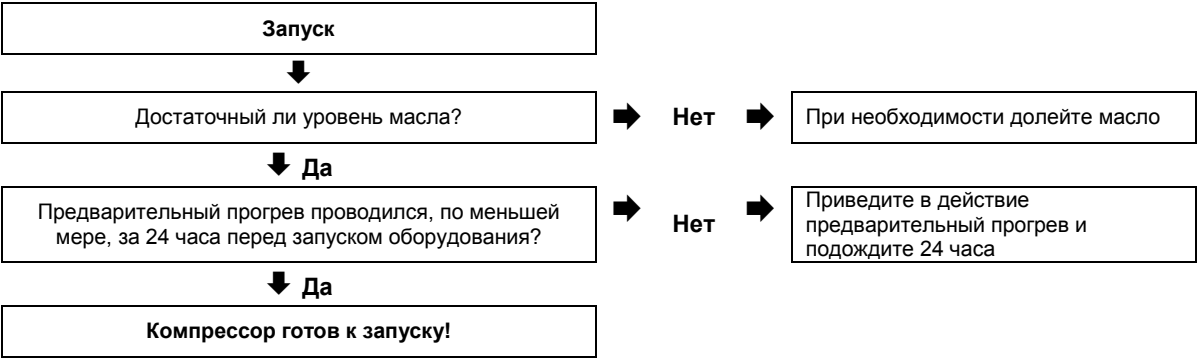 Запуск
Достаточный ли уровень масла?
Нет
При необходимости долейте масло
Да
Предварительный прогрев проводился, по меньшей
мере, за 24 часа перед запуском оборудования?
Нет
Приведите в действие
предварительный прогрев и
подождите 24 часа
Да
Компрессор готов к запуску!